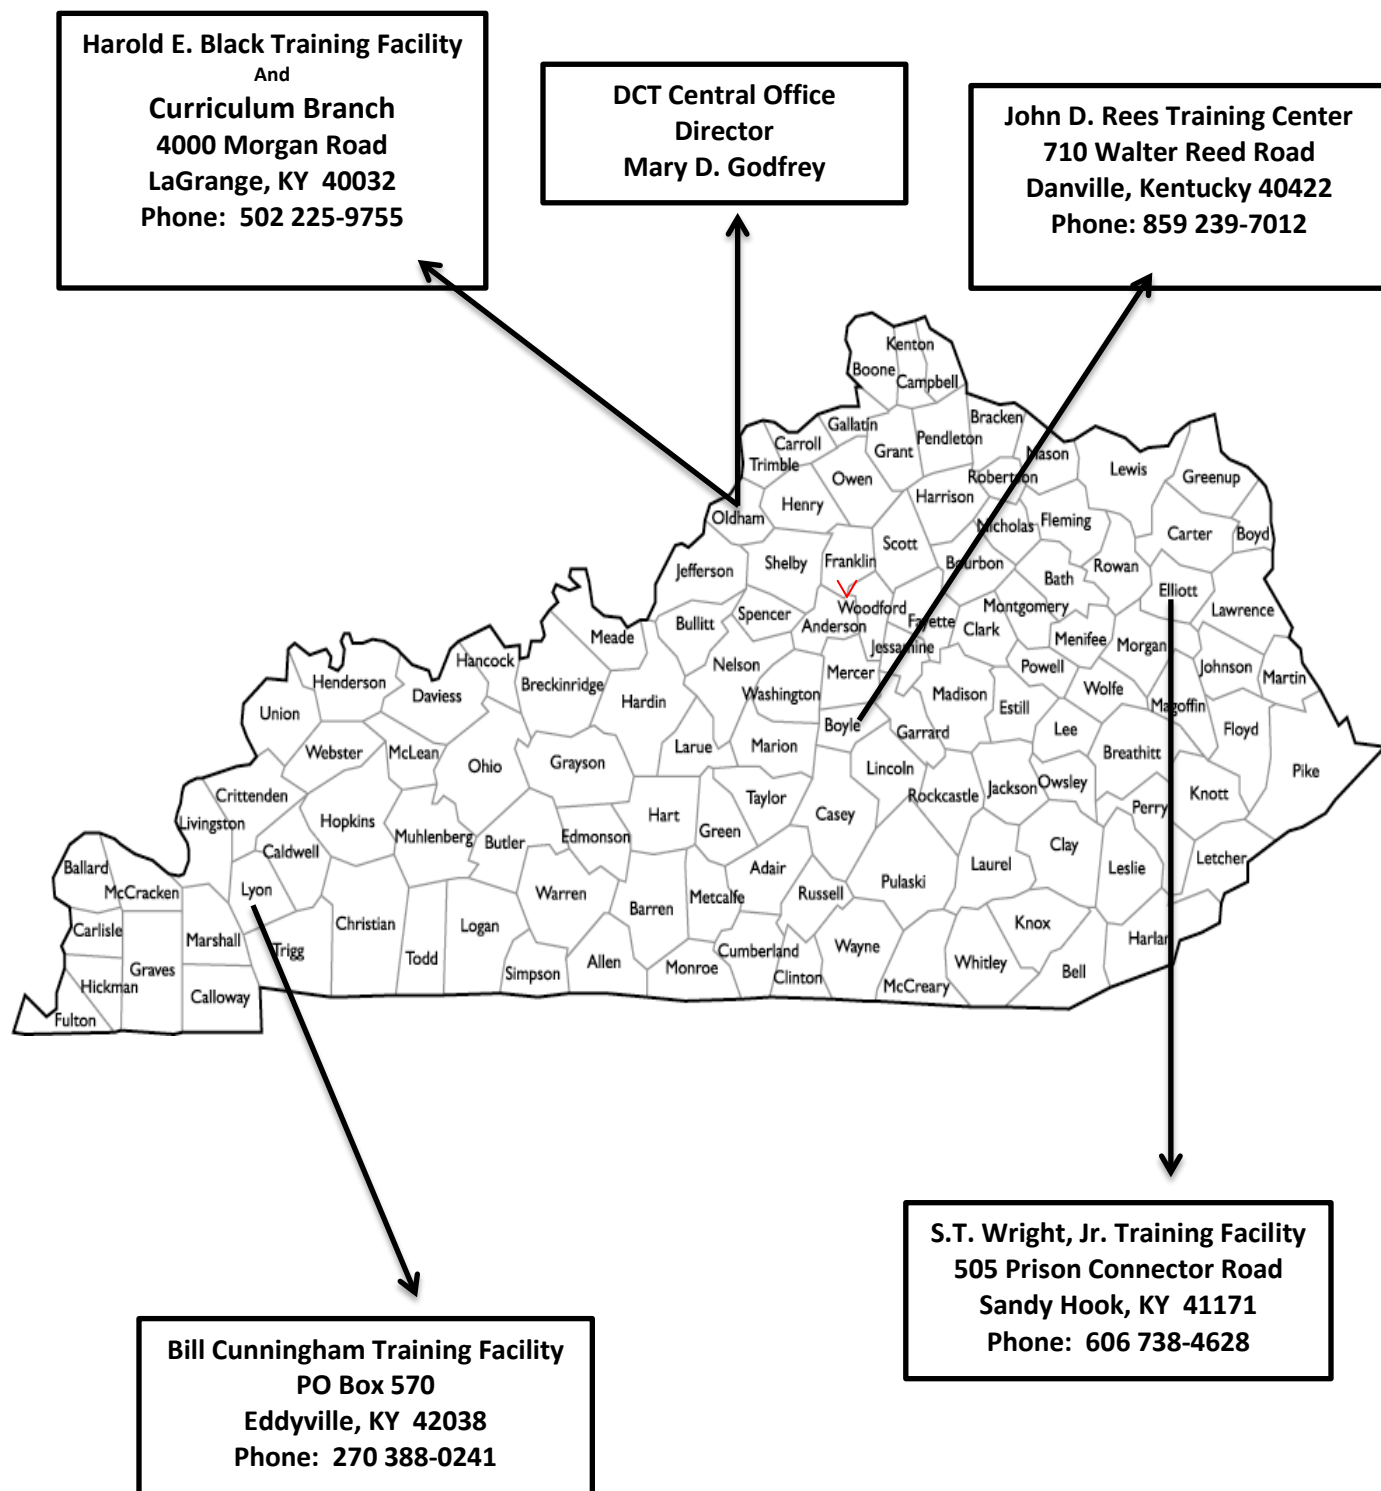 Harold E. Black Training Facility
And
Curriculum Branch
4000 Morgan Road
LaGrange, KY  40032
Phone:  502 225-9755
DCT Central Office
Director
Mary D. Godfrey
John D. Rees Training Center
710 Walter Reed Road
Danville, Kentucky 40422
Phone: 859 239-7012
Kenton
Boone
Campbell
Bracken
Gallatin
Pendleton
Carroll
Grant
Mason
Trimble
Lewis
Owen
Robertson
Greenup
Henry
Harrison
Oldham
Nicholas
Fleming
Scott
Carter
Boyd
Shelby
Franklin
Jefferson
Bourbon
Rowan
Bath
Elliott
Woodford
Montgomery
Lawrence
Spencer
Bullitt
Anderson
Fayette
Clark
Meade
Menifee
Morgan
Jessamine
Hancock
Nelson
Mercer
Powell
Johnson
Martin
Henderson
Breckinridge
Daviess
Washington
Madison
Wolfe
Hardin
Estill
Magoffin
Union
Boyle
Garrard
Lee
Floyd
Webster
McLean
Larue
Marion
Breathitt
Ohio
Grayson
Lincoln
Pike
Crittenden
Taylor
Rockcastle
Jackson
Owsley
Knott
Livingston
Hopkins
Hart
Casey
Perry
Muhlenberg
Butler
Edmonson
Green
Caldwell
Clay
Letcher
Ballard
Adair
Laurel
Leslie
McCracken
Lyon
Warren
Pulaski
Russell
Metcalfe
Barren
Christian
Logan
Knox
Carlisle
Marshall
Trigg
Todd
Cumberland
Wayne
Harlan
Graves
Simpson
Allen
Monroe
Whitley
Bell
Hickman
Calloway
Clinton
McCreary
Fulton
S.T. Wright, Jr. Training Facility
505 Prison Connector Road
Sandy Hook, KY  41171
Phone:  606 738-4628
Bill Cunningham Training Facility
PO Box 570
Eddyville, KY  42038
Phone:  270 388-0241